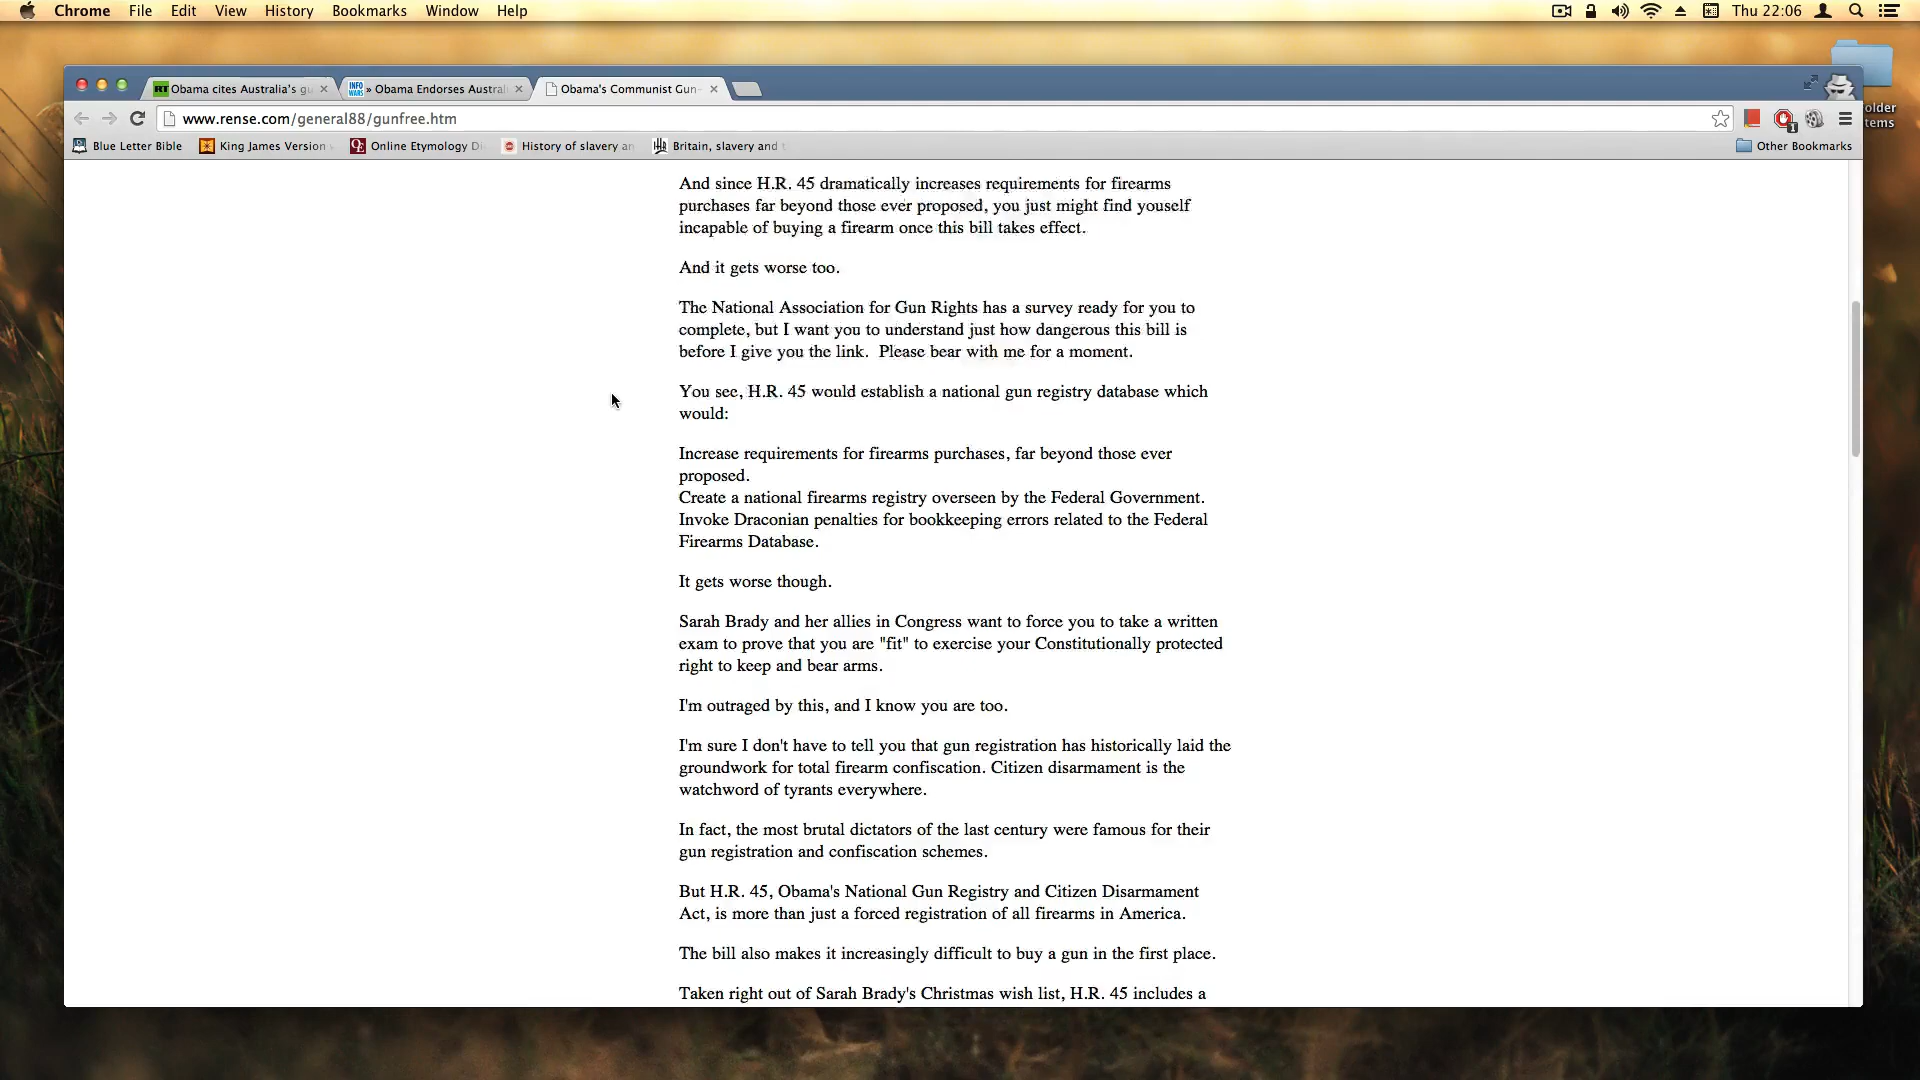 Chrome File Edit View History Bookmarks Window Help Thu 22:06
Obama cites Australia's gu » Obama Endorses Austral Obama's Communist Gun-
www.rense.com/general88/gunfree.htm
Blue Letter Bible King James Version Online Etymology Di History of slavery an Britain, slavery and t Other Bookmarks
And since H.R. 45 dramatically increases requirements for firearms
purchases far beyond those ever proposed, you just might find youself
incapable of buying a firearm once this bill takes effect.
And it gets worse too.
The National Association for Gun Rights has a survey ready for you to
complete, but I want you to understand just how dangerous this bill is
before I give you the link.  Please bear with me for a moment.
You see, H.R. 45 would establish a national gun registry database which
would:
Increase requirements for firearms purchases, far beyond those ever
proposed.
Create a national firearms registry overseen by the Federal Government.
Invoke Draconian penalties for bookkeeping errors related to the Federal
Firearms Database.
It gets worse though.
Sarah Brady and her allies in Congress want to force you to take a written
exam to prove that you are "fit" to exercise your Constitutionally protected
right to keep and bear arms.
I'm outraged by this, and I know you are too.
I'm sure I don't have to tell you that gun registration has historically laid the
groundwork for total firearm confiscation. Citizen disarmament is the
watchword of tyrants everywhere.
In fact, the most brutal dictators of the last century were famous for their
gun registration and confiscation schemes.
But H.R. 45, Obama's National Gun Registry and Citizen Disarmament
Act, is more than just a forced registration of all firearms in America.
The bill also makes it increasingly difficult to buy a gun in the first place.
Taken right out of Sarah Brady's Christmas wish list, H.R. 45 includes a
older
tems
RT
INFO
WARS
1